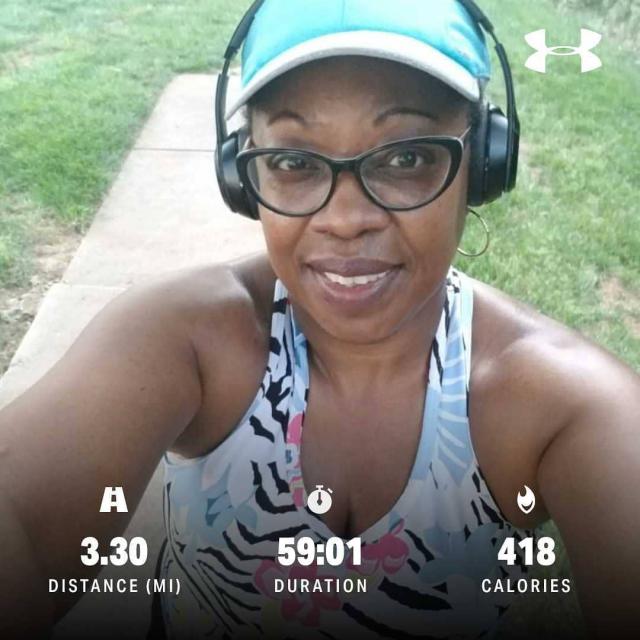 3.30
59:01
418
DISTANCE (MI)
DURATION
CALORIES